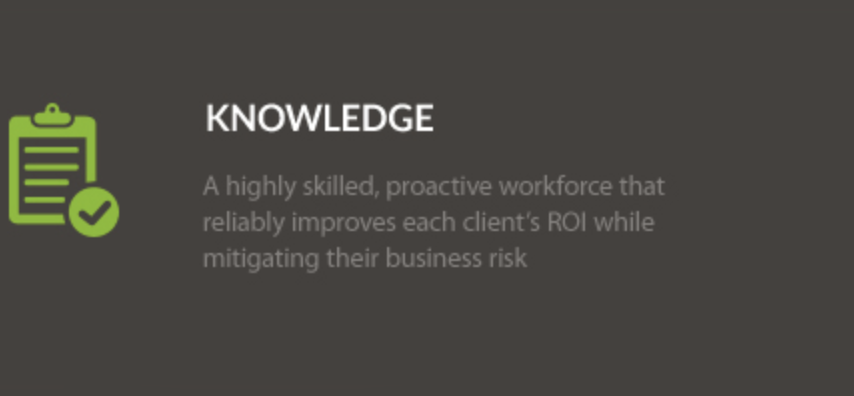 KNOWLEDGE
A highly skilled, proactive workforce that
reliably improves each client’s ROI while
mitigating their business risk